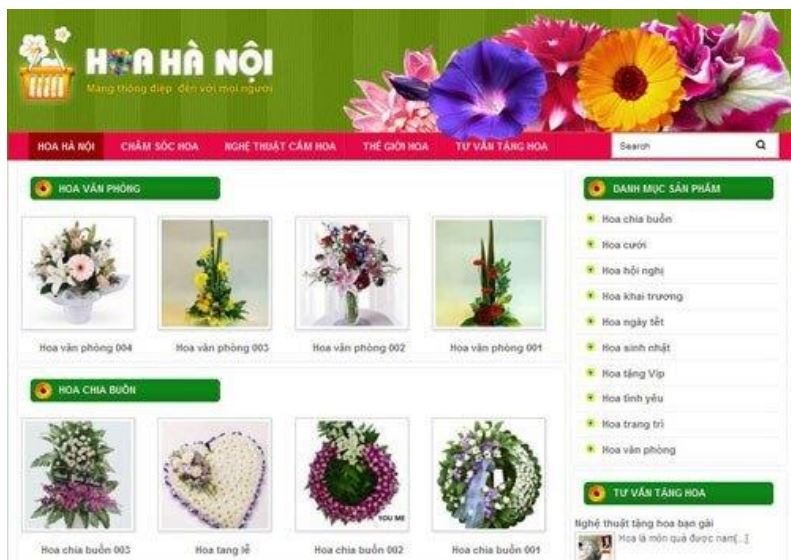 HOA HÀ NỘI
Mang thông điệp đến với mọi người
HOA HÀ NỘI
CHĂM SÓC HOA
NGHỆ THUẬT CẮM HOA
THẾ GIỚI HOA
TƯ VẤN TẶNG HOA
Search
HOA VĂN PHÒNG
Hoa văn phòng 004
Hoa văn phòng 003
Hoa văn phòng 002
Hoa văn phòng 001
HOA CHIA BUỒN
YOU ME
Hoa chia buồn 003
Hoa tang lễ
Hoa chia buồn 002
Hoa chia buồn 001
DANH MỤC SẢN PHẨM
Hoa chia buồn
Hoa cưới
Hoa hội nghị
Hoa khai trương
Hoa ngày tết
Hoa sinh nhật
Hoa tặng Vip
Hoa tình yêu
Hoa trang trí
Hoa văn phòng
TƯ VẤN TẶNG HOA
Nghệ thuật tặng hoa bạn gái
Hoa là món quà được nam[...]